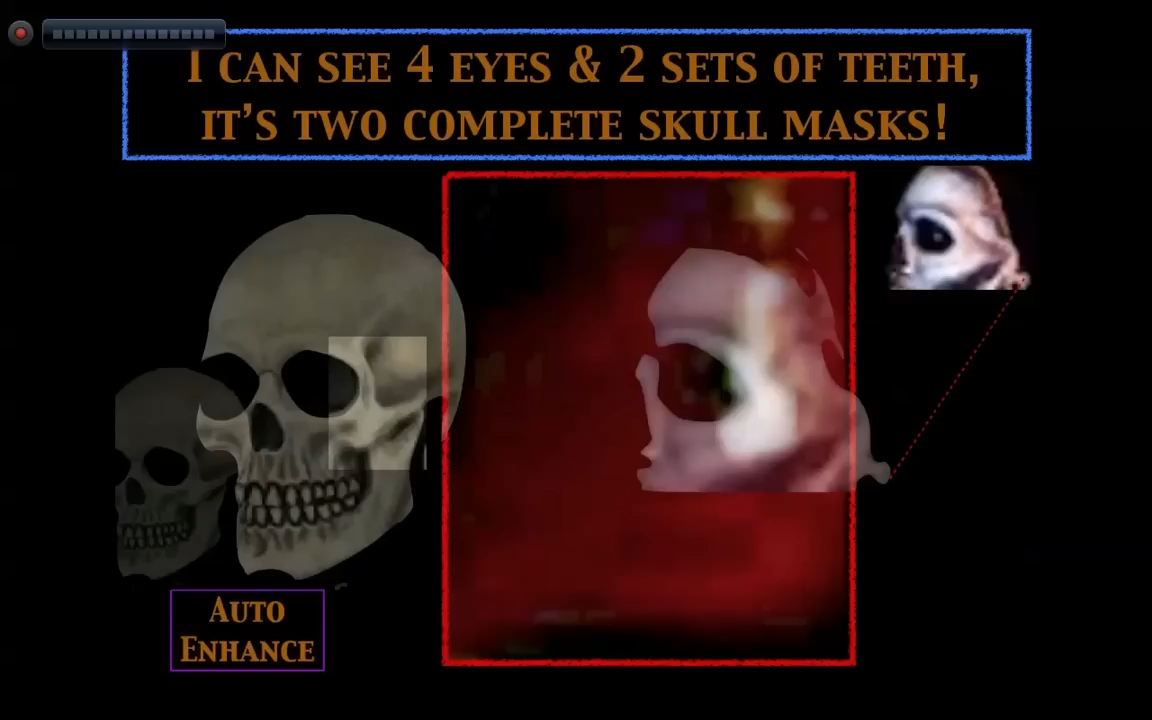 I CAN SEE 4 EYES & 2 SETS OF TEETH,
IT'S TWO COMPLETE SKULL MASKS!
AUTO
ENHANCE